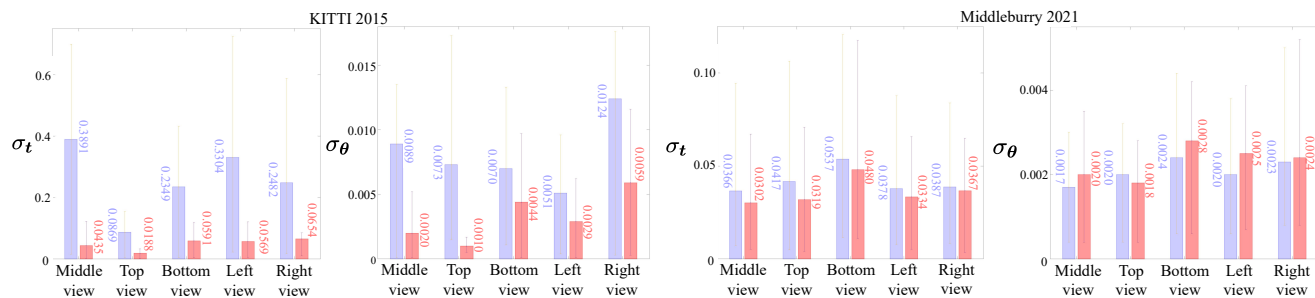 KITTI 2015
Middleburry 2021
σt
0.6
0.4
0.2
0
0.3891
0.0435
0.0869
0.0188
0.2349
0.0591
0.3304
0.0569
0.2482
0.0654
Middle view
Top view
Bottom view
Left view
Right view
σθ
0.015
0.010
0.005
0
0.0089
0.0020
0.0073
0.0010
0.0070
0.0044
0.0051
0.0029
0.0124
0.0059
Middle view
Top view
Bottom view
Left view
Right view
σt
0.10
0.05
0
0.0366
0.0302
0.0417
0.0319
0.0537
0.0480
0.0378
0.0334
0.0387
0.0367
Middle view
Top view
Bottom view
Left view
Right view
σθ
0.004
0.002
0
0.0017
0.0020
0.0020
0.0018
0.0024
0.0028
0.0020
0.0025
0.0023
0.0024
Middle view
Top view
Bottom view
Left view
Right view